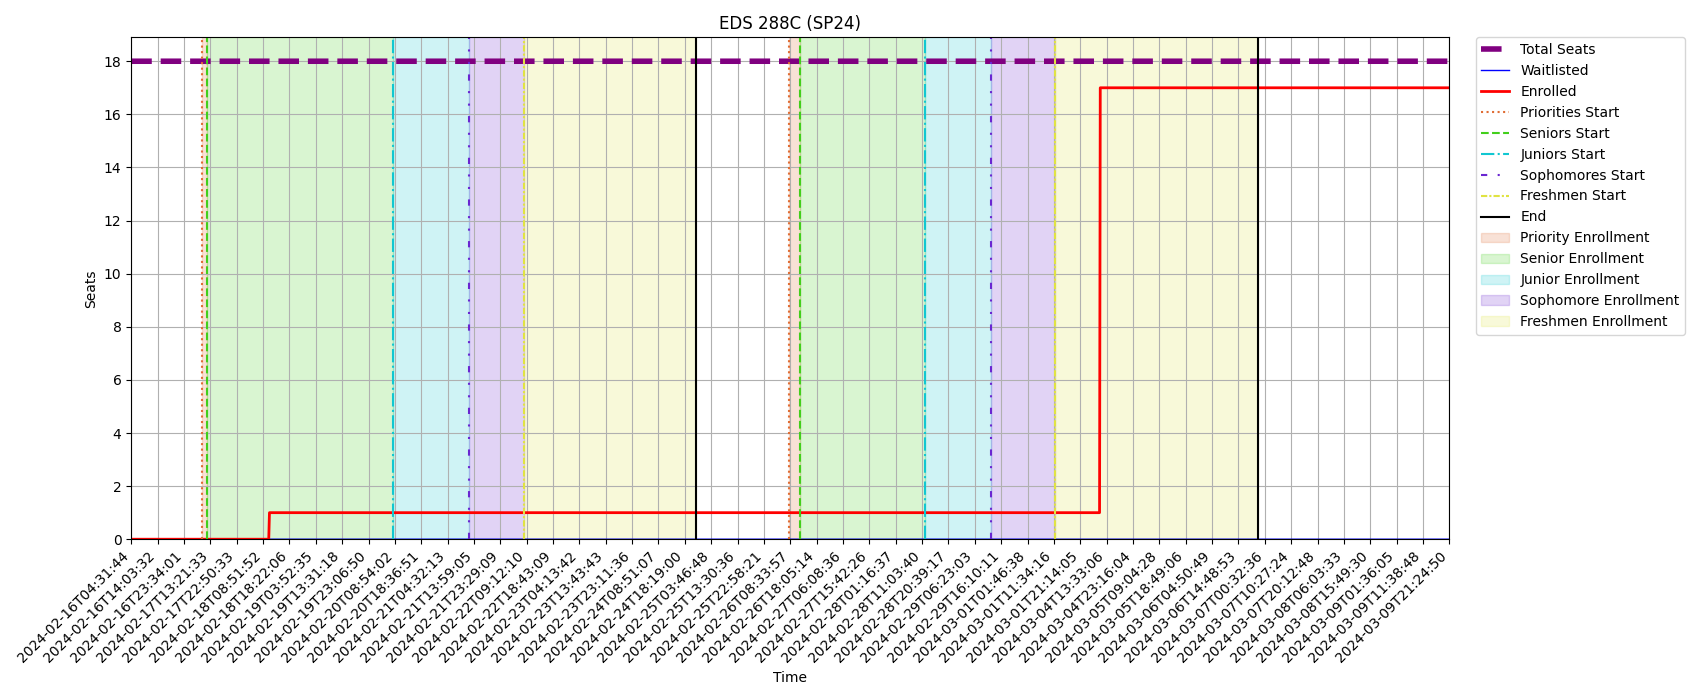 EDS 288C (SP24)
Seats
18
16
14
12
10
8
6
4
2
0
2024-02-16T04:31:44
2024-02-16T14:03:32
2024-02-16T23:34:01
2024-02-17T13:21:33
2024-02-17T22:50:33
2024-02-18T08:51:52
2024-02-18T18:22:06
2024-02-19T03:52:35
2024-02-19T13:31:18
2024-02-19T23:06:50
2024-02-20T08:54:02
2024-02-20T18:36:51
2024-02-21T04:32:13
2024-02-21T13:59:05
2024-02-21T23:29:09
2024-02-22T09:12:10
2024-02-22T18:43:09
2024-02-23T04:13:42
2024-02-23T13:43:43
2024-02-23T23:11:36
2024-02-24T08:51:07
2024-02-24T18:19:00
2024-02-25T03:46:48
2024-02-25T13:30:36
2024-02-25T22:58:21
2024-02-26T08:33:57
2024-02-26T18:05:14
2024-02-27T06:08:36
2024-02-27T15:42:26
2024-02-28T01:16:37
2024-02-28T11:03:40
2024-02-28T20:39:17
2024-02-29T06:23:03
2024-02-29T16:10:11
2024-03-01T01:46:38
2024-03-01T11:34:16
2024-03-01T21:14:05
2024-03-04T13:33:06
2024-03-04T23:16:04
2024-03-05T09:04:28
2024-03-05T18:49:06
2024-03-06T04:50:49
2024-03-06T14:48:53
2024-03-07T00:32:36
2024-03-07T10:27:24
2024-03-07T20:12:48
2024-03-08T06:03:33
2024-03-08T15:49:30
2024-03-09T01:36:05
2024-03-09T11:38:48
2024-03-09T21:24:50
Time
Total Seats
Waitlisted
Enrolled
Priorities Start
Seniors Start
Juniors Start
Sophomores Start
Freshmen Start
End
Priority Enrollment
Senior Enrollment
Junior Enrollment
Sophomore Enrollment
Freshmen Enrollment